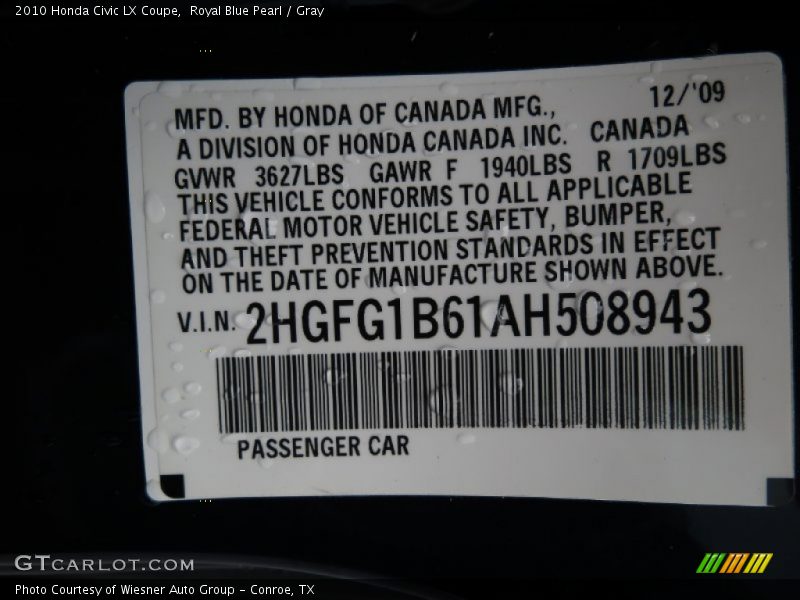 2010 Honda Civic LX Coupe,  Royal Blue Pearl / Gray
12/'09
MFD. BY HONDA OF CANADA MFG.,
A DIVISION OF HONDA CANADA INC. CANADA
GVWR 3627LBS GAWR F 1940LBS R 1709LBS
THIS VEHICLE CONFORMS TO ALL APPLICABLE
FEDERAL MOTOR VEHICLE SAFETY, BUMPER,
AND THEFT PREVENTION STANDARDS IN EFFECT
ON THE DATE OF MANUFACTURE SHOWN ABOVE.
V.I.N. 2HGFG1B61AH508943
PASSENGER CAR
GTCARLOT.COM
Photo Courtesy of Wiesner Auto Group - Conroe, TX